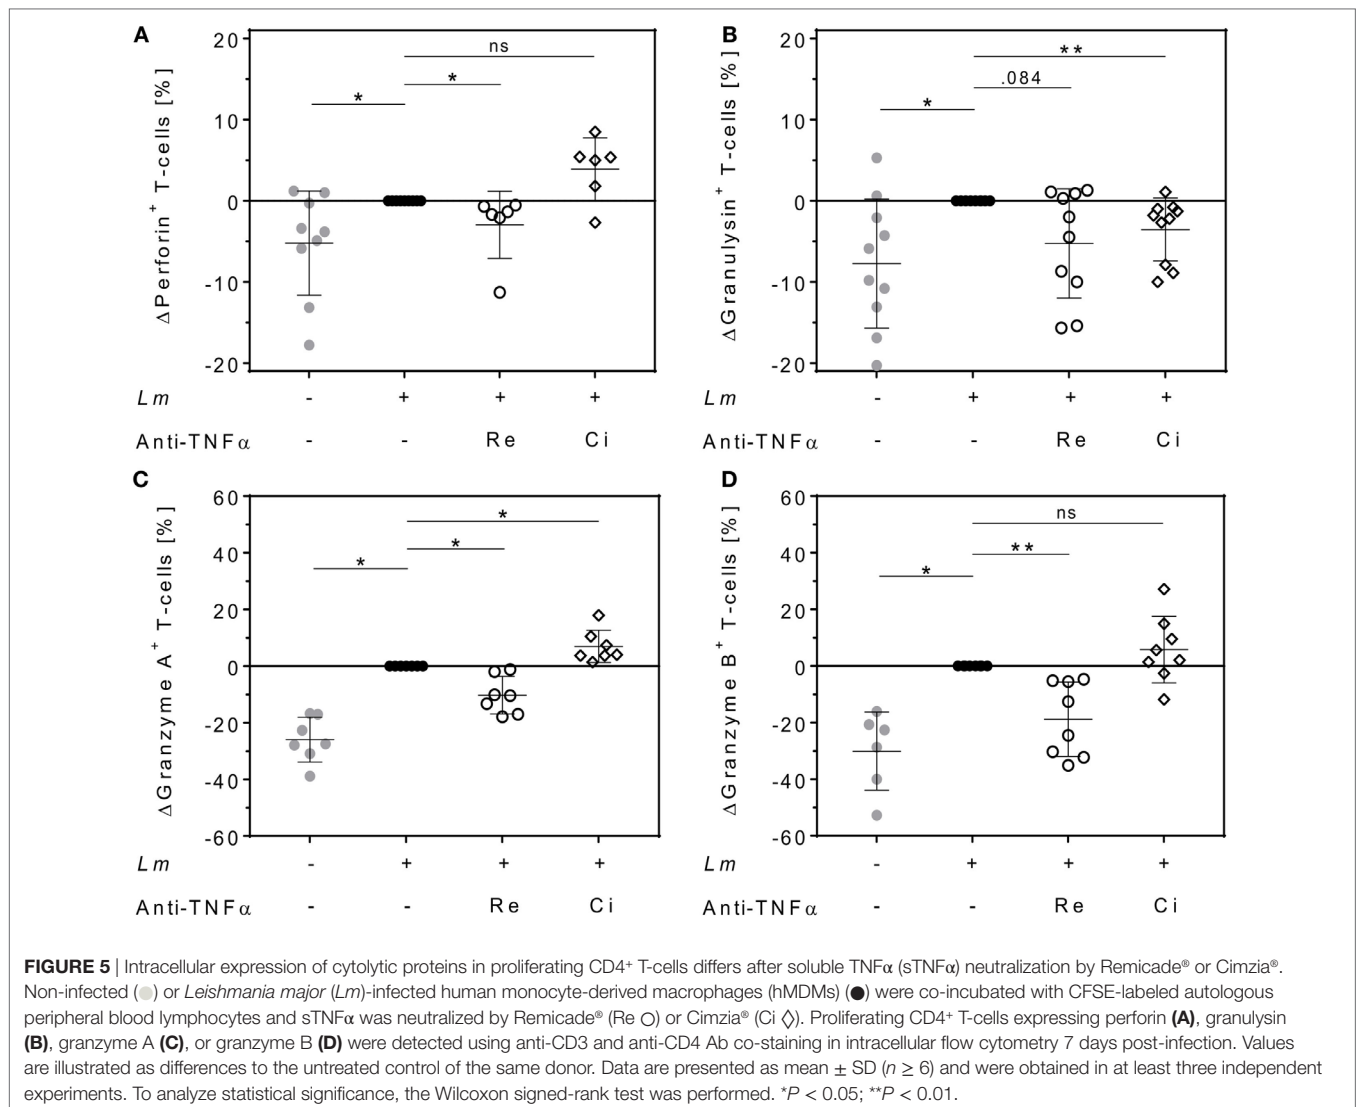 A
ΔPerforin+ T-cells [%]
20
10
0
-10
-20
ns
*
*
Lm - + + +
Anti-TNFα - - Re Ci
B
ΔGranulysin+ T-cells [%]
20
10
0
-10
-20
**
.084
*
Lm - + + +
Anti-TNFα - - Re Ci
C
ΔGranzyme A+ T-cells [%]
60
40
20
0
-20
-40
-60
*
*
*
Lm - + + +
Anti-TNFα - - Re Ci
D
ΔGranzyme B+ T-cells [%]
60
40
20
0
-20
-40
-60
ns
**
*
Lm - + + +
Anti-TNFα - - Re Ci
FIGURE 5 | Intracellular expression of cytolytic proteins in proliferating CD4+ T-cells differs after soluble TNFα (sTNFα) neutralization by Remicade® or Cimzia®.
Non-infected (●) or Leishmania major (Lm)-infected human monocyte-derived macrophages (hMDMs) (●) were co-incubated with CFSE-labeled autologous
peripheral blood lymphocytes and sTNFα was neutralized by Remicade® (Re ○) or Cimzia® (Ci ◊). Proliferating CD4+ T-cells expressing perforin (A), granulysin
(B), granzyme A (C), or granzyme B (D) were detected using anti-CD3 and anti-CD4 Ab co-staining in intracellular flow cytometry 7 days post-infection. Values
are illustrated as differences to the untreated control of the same donor. Data are presented as mean ± SD (n ≥ 6) and were obtained in at least three independent
experiments. To analyze statistical significance, the Wilcoxon signed-rank test was performed. *P < 0.05; **P < 0.01.